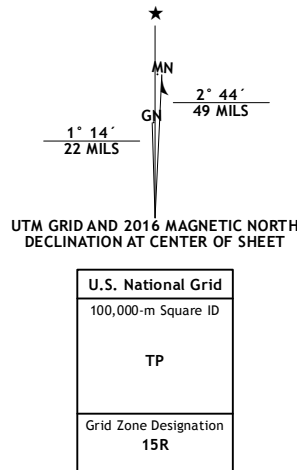 ★
MN
GN
2° 44´
49 MILS
1° 14´
22 MILS
UTM GRID AND 2016 MAGNETIC NORTH
DECLINATION AT CENTER OF SHEET
U.S. National Grid
100,000-m Square ID
TP
Grid Zone Designation
15R